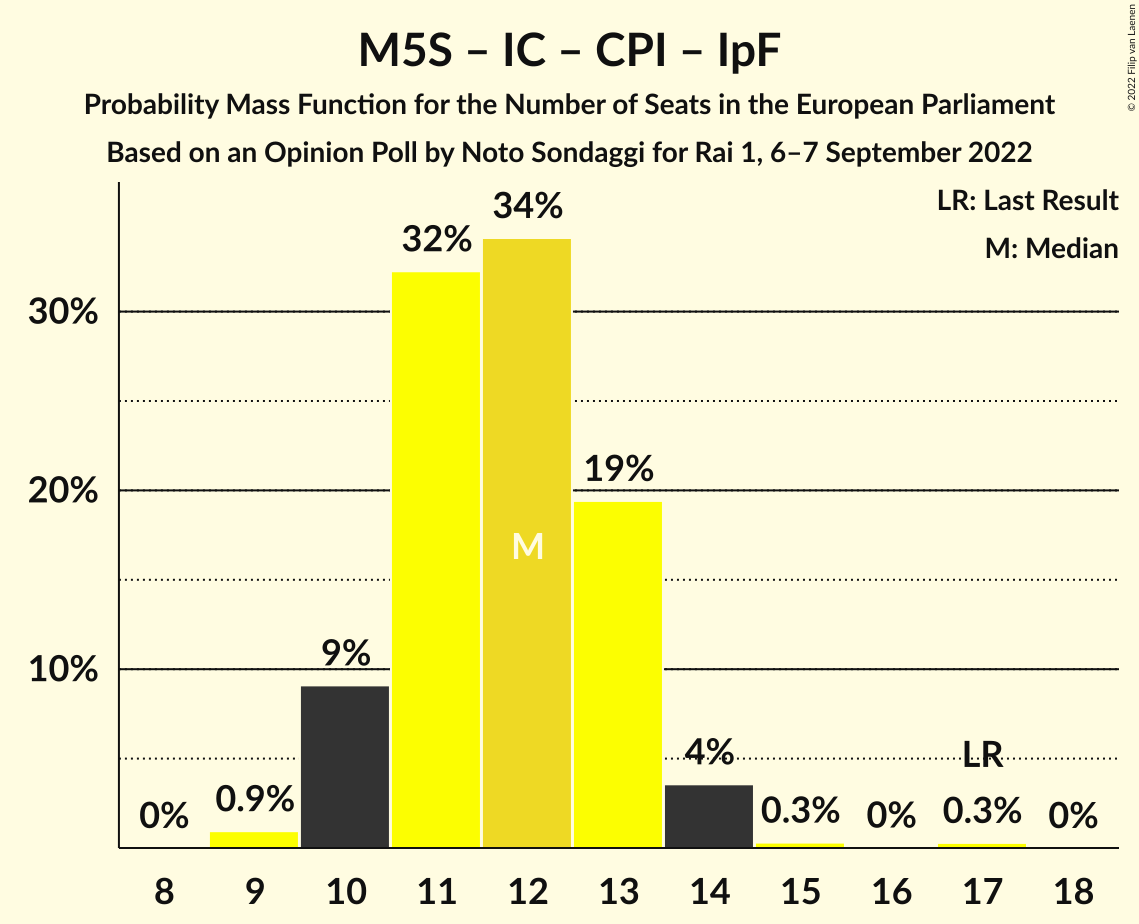 M5S – IC – CPI – IpF
Probability Mass Function for the Number of Seats in the European Parliament
Based on an Opinion Poll by Noto Sondaggi for Rai 1, 6–7 September 2022
© 2022 Filip van Laenen
LR: Last Result
M: Median
34%
32%
30%
20%
19%
M
10%
9%
4%
LR
0%
0.9%
0.3%
0%
0.3%
0%
8 9 10 11 12 13 14 15 16 17 18